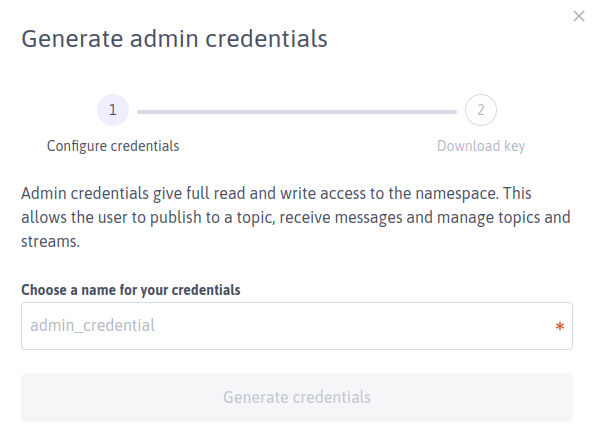 Generate admin credentials
1
2
Configure credentials
Download key
Admin credentials give full read and write access to the namespace. This
allows the user to publish to a topic, receive messages and manage topics and
streams.
Choose a name for your credentials
admin_credential *
Generate credentials